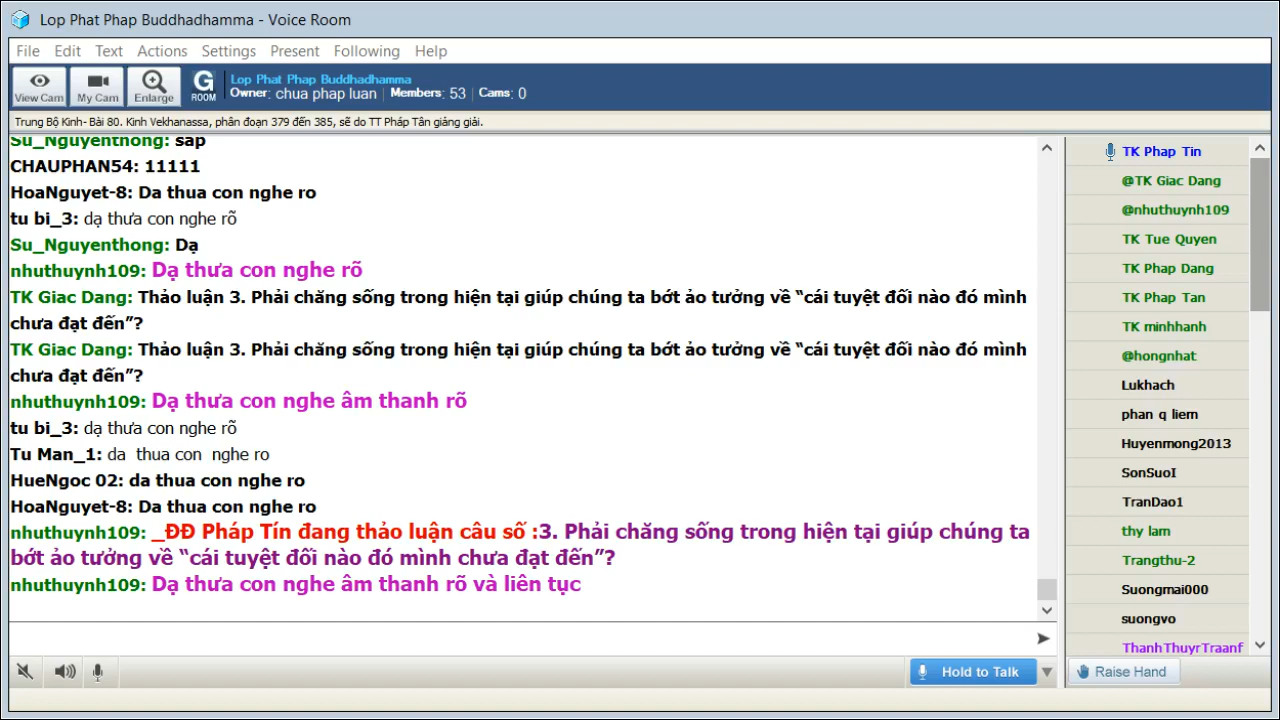 Lop Phat Phap Buddhadhamma - Voice Room
File Edit Text Actions Settings Present Following Help
View Cam My Cam Enlarge G ROOM
Lop Phat Phap Buddhadhamma
Owner: chua phap luan Members: 53 Cams: 0
Trung Bộ Kinh- Bài 80. Kinh Vekhanassa, phân đoạn 379 đến 385, sẽ do TT Pháp Tân giảng giải.
Su_Nguyenthong: sap
CHAUPHAN54: 11111
HoaNguyet-8: Da thua con nghe ro
tu bi_3: dạ thưa con nghe rõ
Su_Nguyenthong: Dạ
nhuthuynh109: Dạ thưa con nghe rõ
TK Giac Dang: Thảo luận 3. Phải chăng sống trong hiện tại giúp chúng ta bớt ảo tưởng về “cái tuyệt đối nào đó mình
chưa đạt đến”?
TK Giac Dang: Thảo luận 3. Phải chăng sống trong hiện tại giúp chúng ta bớt ảo tưởng về “cái tuyệt đối nào đó mình
chưa đạt đến”?
nhuthuynh109: Dạ thưa con nghe âm thanh rõ
tu bi_3: dạ thưa con nghe rõ
Tu Man_1: da thua con nghe ro
HueNgoc 02: da thua con nghe ro
HoaNguyet-8: Da thua con nghe ro
nhuthuynh109: _ĐĐ Pháp Tín đang thảo luận câu số :3. Phải chăng sống trong hiện tại giúp chúng ta
bớt ảo tưởng về “cái tuyệt đối nào đó mình chưa đạt đến”?
nhuthuynh109: Dạ thưa con nghe âm thanh rõ và liên tục
TK Phap Tin
@TK Giac Dang
@nhuthuynh109
TK Tue Quyen
TK Phap Dang
TK Phap Tan
TK minhhanh
@hongnhat
Lukhach
phan q liem
Huyenmong2013
SonSuoI
TranDao1
thy lam
Trangthu-2
Suongmai000
suongvo
ThanhThuyrTraanf
Hold to Talk
Raise Hand